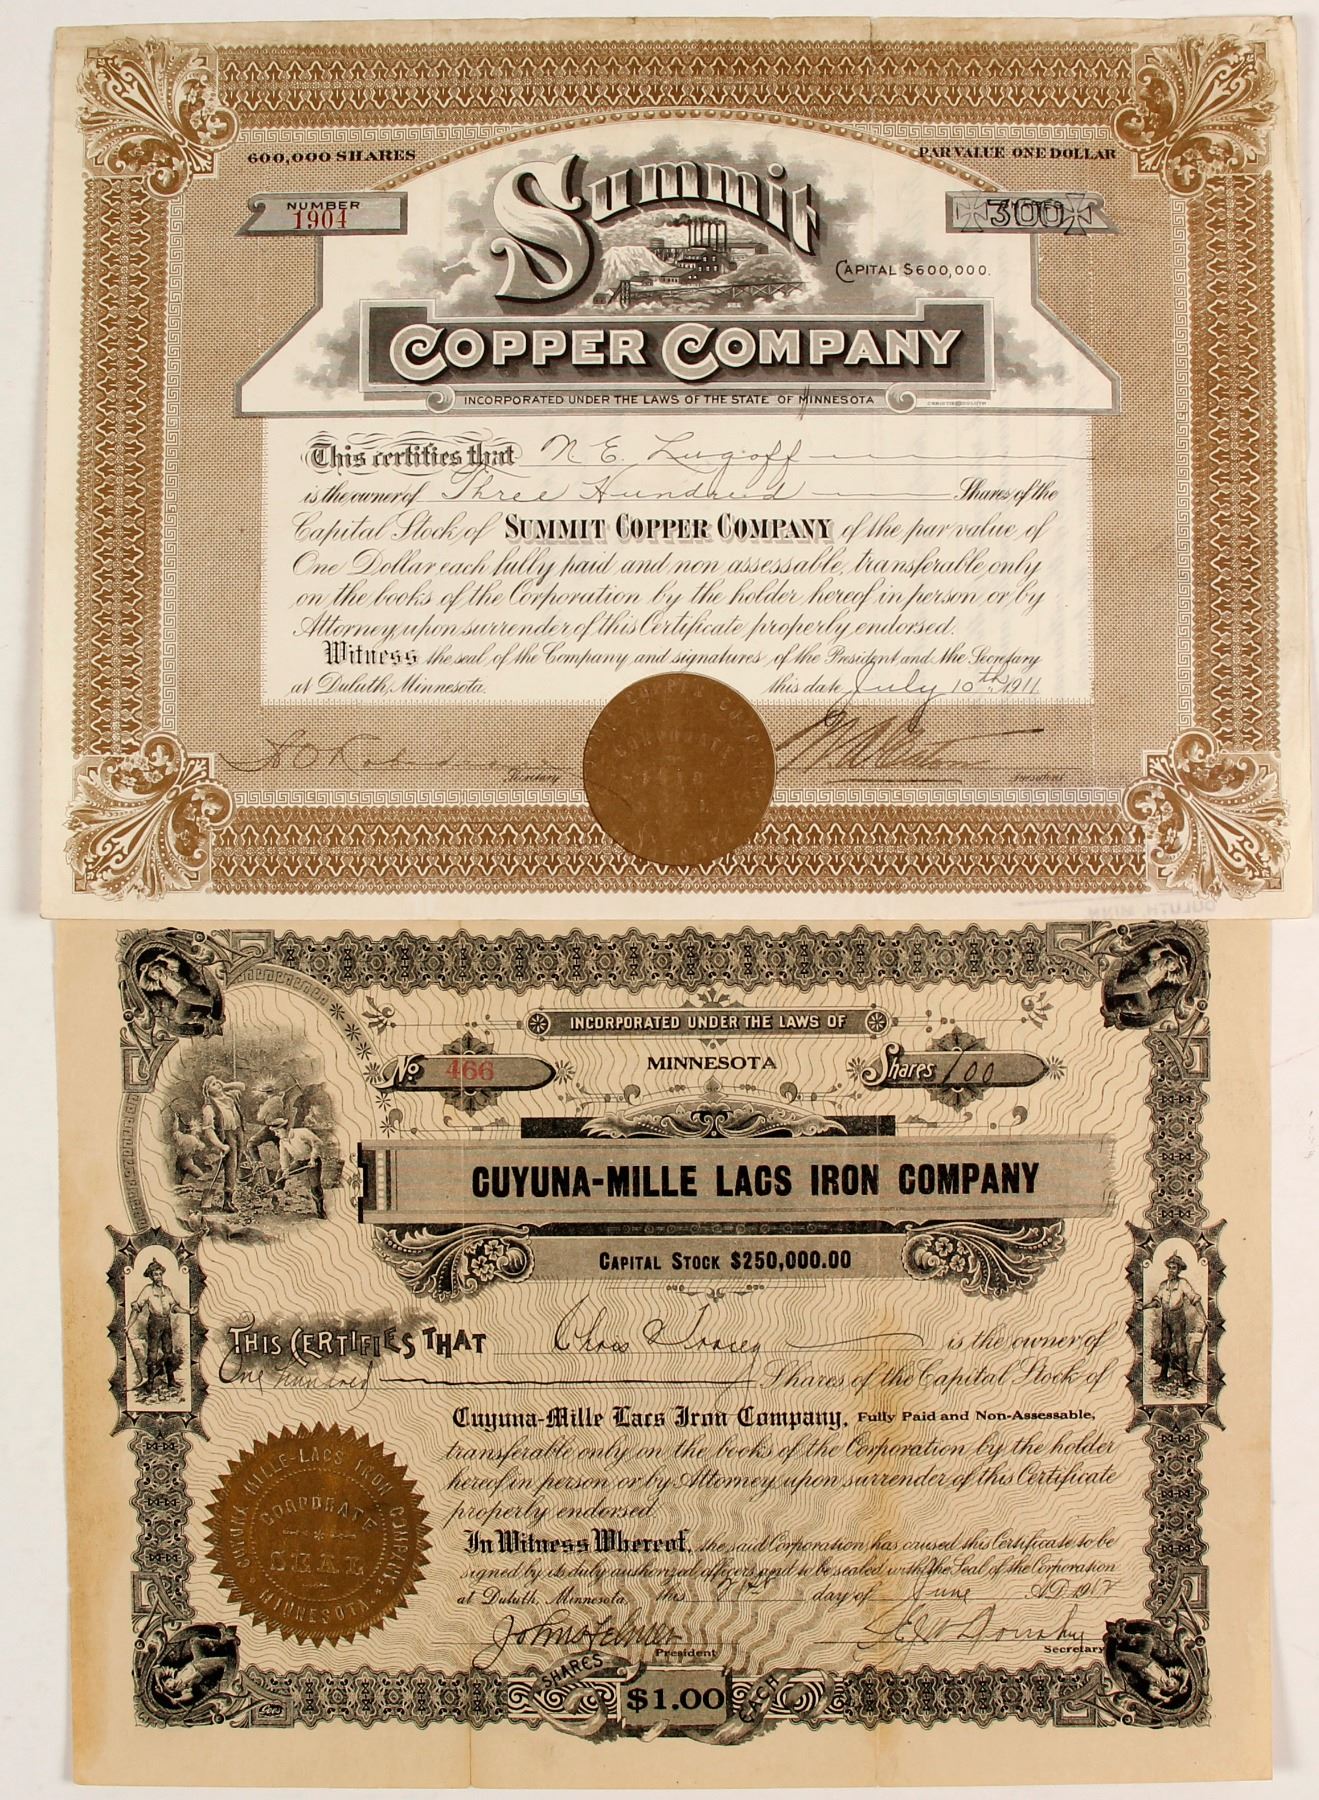 600,000 SHARES
PAR VALUE ONE DOLLAR
NUMBER
1904
300
Summit
CAPITAL $600,000.
COPPER COMPANY
INCORPORATED UNDER THE LAWS OF THE STATE OF MINNESOTA
This certifies that N E Lugoff
is the owner of Three Hundred Shares of the
Capital Stock of SUMMIT COPPER COMPANY of the par value of
One Dollar each fully paid and non assessable, transferable only
on the books of the Corporation by the holder hereof in person or by
Attorney, upon surrender of this Certificate properly endorsed.
Witness the seal of the Company and signatures of the President and the Secretary
at Duluth, Minnesota. this date July 10th 1911
CORPORATE
Secretary
President
DULUTH MINN
INCORPORATED UNDER THE LAWS OF
MINNESOTA
No 466
Shares 100
CUYUNA-MILLE LACS IRON COMPANY
CAPITAL STOCK $250,000.00
THIS CERTIFIES THAT is the owner of
One hundred Shares of the Capital Stock of
Cuyuna-Mille Lacs Iron Company, Fully Paid and Non-Assessable,
transferable only on the books of the Corporation by the holder
hereof in person or by Attorney, upon surrender of this Certificate
properly endorsed.
In Witness Whereof, the said Corporation has caused this Certificate to be
signed by its duly authorized officers and to be sealed with the Seal of the Corporation
at Duluth, Minnesota, this day of June A.D. 1912
CUYUNA MILLE-LACS IRON COMPANY
CORPORATE
SEAL
MINNESOTA
President
Secretary
SHARES $1.00 EACH
Goes